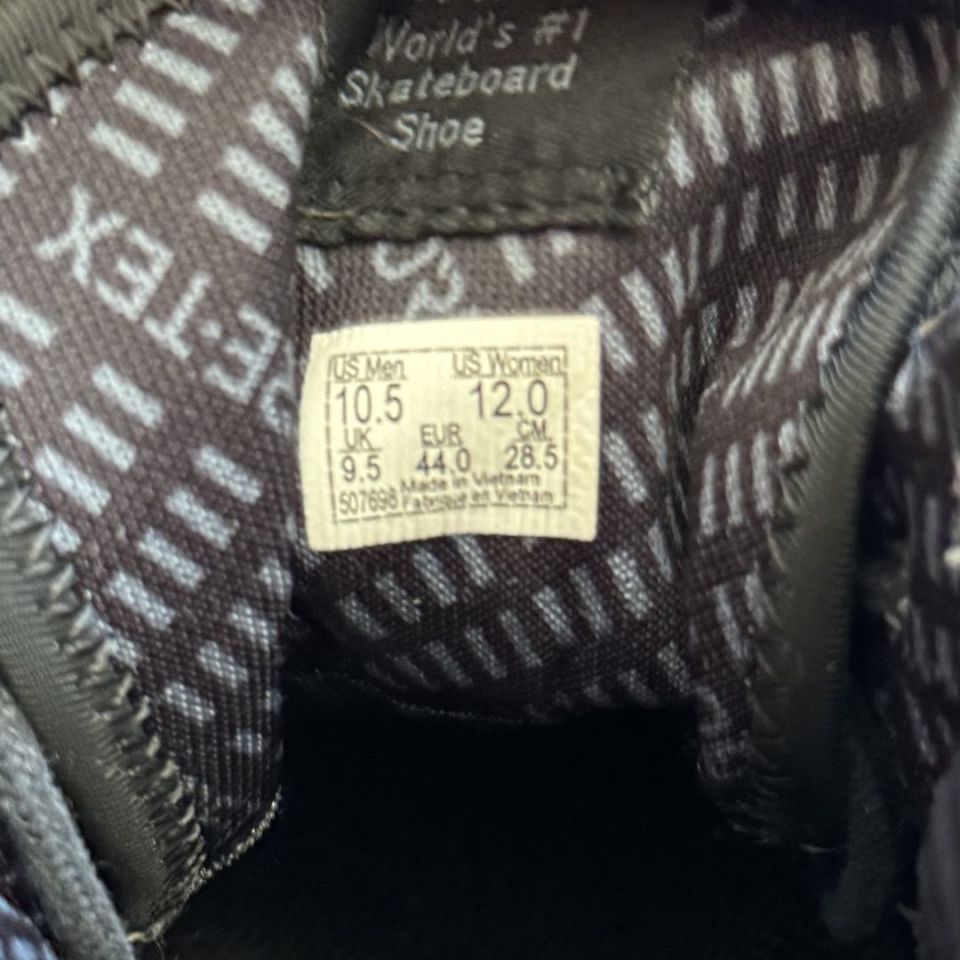 World's #1
Skateboard
Shoe
US Men US Women
10.5 12.0
UK EUR CM
9.5 44.0 28.5
Made in Vietnam
507698 Fabriqué en Vietnam